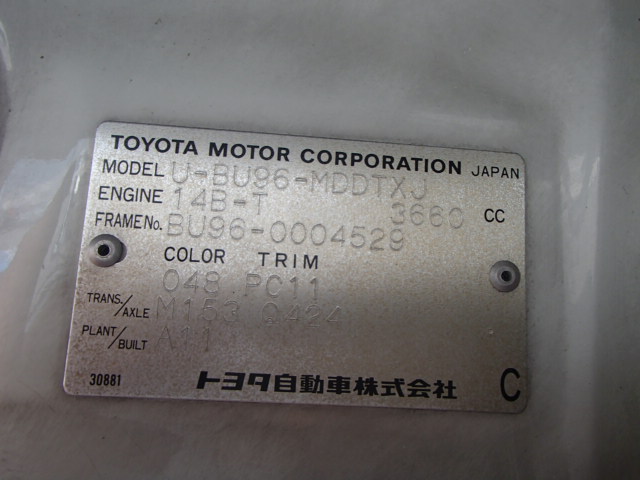 TOYOTA MOTOR CORPORATION JAPAN
MODEL U-BU96-MDDTXJ
ENGINE 14B-T 3660 CC
FRAME No. BU96-0004529
COLOR TRIM
048 PC11
TRANS./AXLE M153 G424
PLANT/BUILT
30881 トヨタ自動車株式会社 C